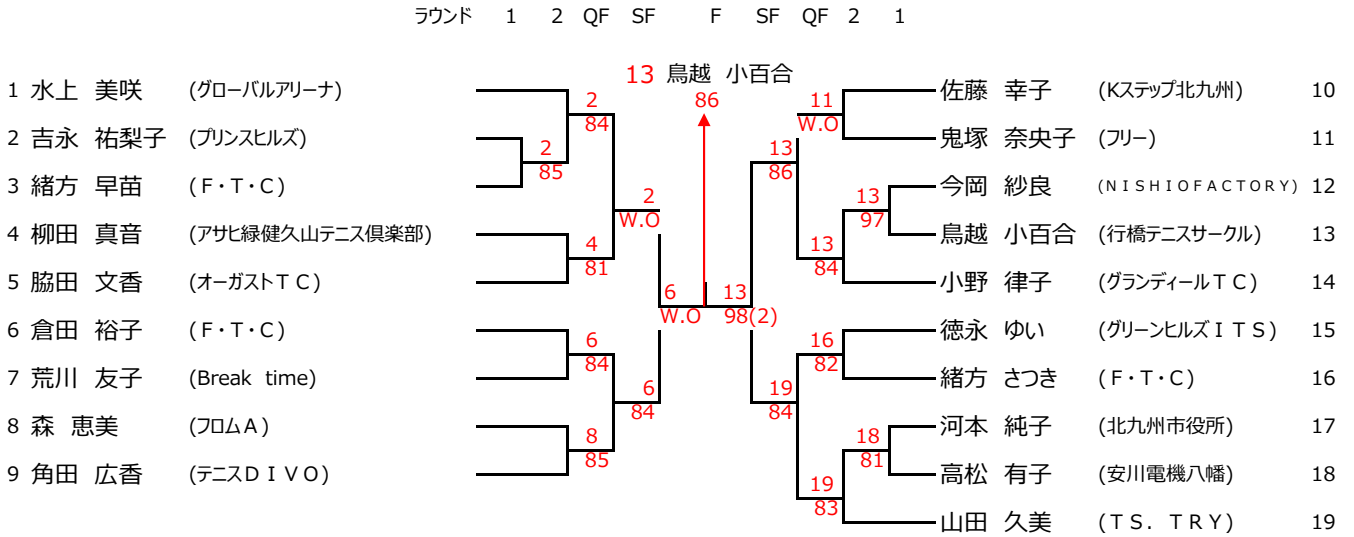 ラウンド 1 2 QF SF F SF QF 2 1
13 鳥越 小百合
1 水上 美咲 (グローバルアリーナ) 2 86 11 佐藤 幸子 (Kステップ北九州) 10
84 W.O
2 吉永 祐梨子 (プリンスヒルズ) 2 13 鬼塚 奈央子 (フリー) 11
85 86
3 緒方 早苗 (F・T・C) 2 13 今岡 紗良 (NISHIOFACTORY) 12
W.O 97
4 柳田 真音 (アサヒ緑健久山テニス倶楽部) 4 13 鳥越 小百合 (行橋テニスサークル) 13
81 84
5 脇田 文香 (オーガストTC) 6 13 小野 律子 (グランディールTC) 14
W.O 98(2)
6 倉田 裕子 (F・T・C) 6 16 徳永 ゆい (グリーンヒルズITS) 15
84 82
7 荒川 友子 (Break time) 6 19 緒方 さつき (F・T・C) 16
84 84
8 森 恵美 (フロムA) 8 18 河本 純子 (北九州市役所) 17
85 81
9 角田 広香 (テニスDIVO) 19 高松 有子 (安川電機八幡) 18
83
山田 久美 (TS.TRY) 19